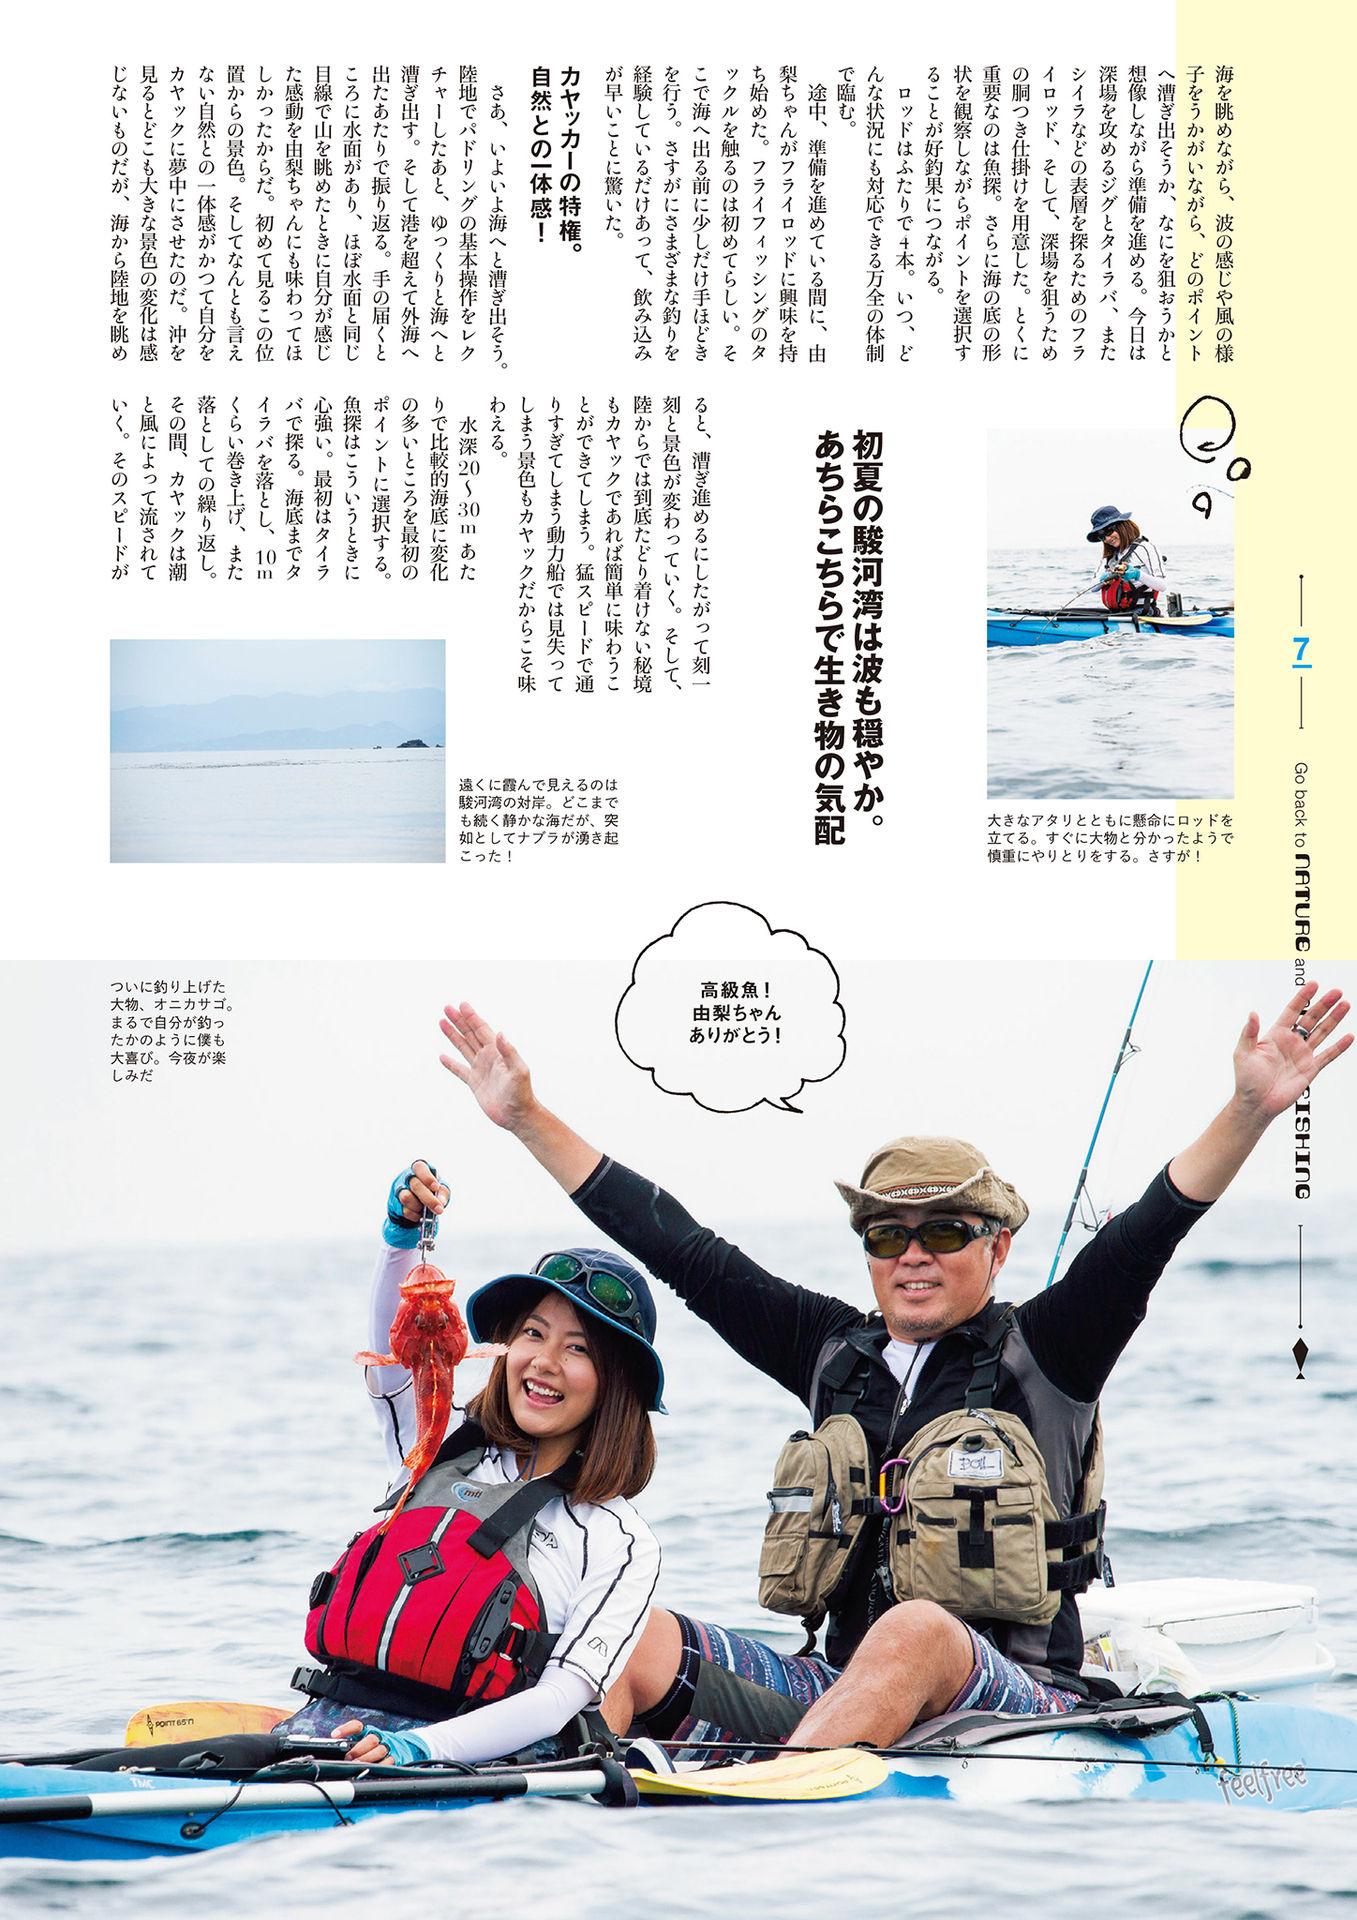 海を眺めながら、波の感じや風の様
子をうかがいながら、どのポイント
へ漕ぎ出そうか、なにを狙おうかと
想像しながら準備を進める。今日は
深場を攻めるジグとタイラバ、また
シイラなどの表層を探るためのフラ
イロッド、そして、深場を狙うため
の胴つき仕掛けを用意した。とくに
重要なのは魚探。さらに海の底の形
状を観察しながらポイントを選択す
ることが好釣果につながる。
ロッドはふたりで4本。いつ、ど
んな状況にも対応できる万全の体制
で臨む。
途中、準備を進めている間に、由
梨ちゃんがフライロッドに興味を持
ち始めた。フライフィッシングのタ
ックルを触るのは初めてらしい。そ
こで海へ出る前に少しだけ手ほどき
を行う。さすがにさまざまな釣りを
経験しているだけあって、飲み込み
が早いことに驚いた。
カヤッカーの特権。
自然との一体感！
さあ、いよいよ海へと漕ぎ出そう。
陸地でパドリングの基本操作をレク
チャーしたあと、ゆっくりと海へと
漕ぎ出す。そして港を超えて外海へ
出たあたりで振り返る。手の届くと
ころに水面があり、ほぼ水面と同じ
目線で山を眺めたときに自分が感じ
た感動を由梨ちゃんにも味わってほ
しかったからだ。初めて見るこの位
置からの景色。そしてなんとも言え
ない自然との一体感がかつて自分を
カヤックに夢中にさせたのだ。沖を
見るとどこも大きな景色の変化は感
じないものだが、海から陸地を眺め
ると、漕ぎ進めるにしたがって刻一
刻と景色が変わっていく。そして、
陸からでは到底たどり着けない秘境
もカヤックであれば簡単に味わうこ
とができてしまう。猛スピードで通
りすぎてしまう動力船では見失って
しまう景色もカヤックだからこそ味
わえる。
水深20〜30mあた
りで比較的海底に変化
の多いところを最初の
ポイントに選択する。
魚探はこういうときに
心強い。最初はタイラ
バで探る。海底までタ
イラバを落とし、10m
くらい巻き上げ、また
落としての繰り返し。
その間、カヤックは潮
と風によって流されて
いく。そのスピードが
初夏の駿河湾は波も穏やか。
あちらこちらで生き物の気配
大きなアタリとともに懸命にロッドを
立てる。すぐに大物と分かったようで
慎重にやりとりをする。さすが！
遠くに霞んで見えるのは
駿河湾の対岸。どこまで
も続く静かな海だが、突
如としてナブラが湧き起
こった！
7
Go back to NATURE and
FISHING
ついに釣り上げた
大物、オニカサゴ。
まるで自分が釣っ
たかのように僕も
大喜び。今夜が楽
しみだ
高級魚！
由梨ちゃん
ありがとう！
mti
POINT 65°N
TMC
feelfree